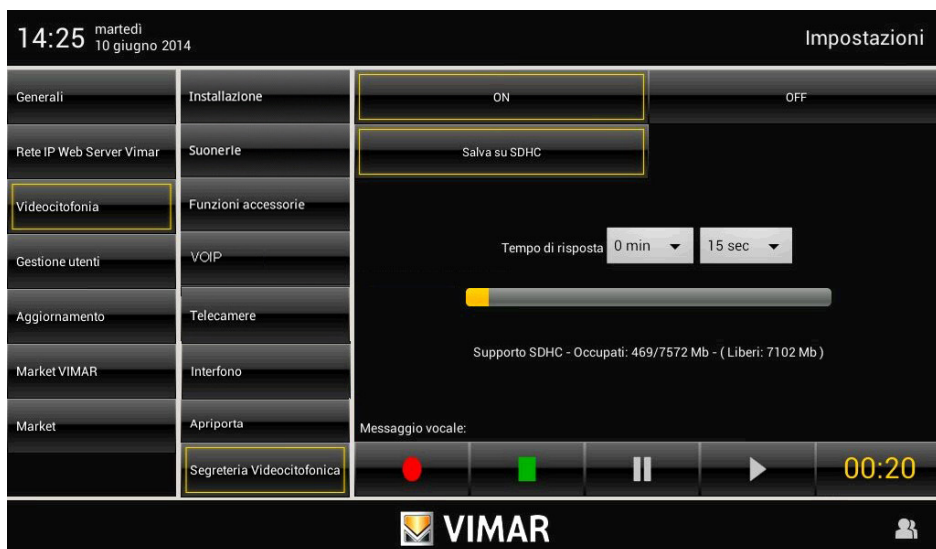 14:25
martedì
10 giugno 2014
Impostazioni
Generali
Rete IP Web Server Vimar
Videocitofonia
Gestione utenti
Aggiornamento
Market VIMAR
Market
Installazione
Suonerie
Funzioni accessorie
VOIP
Telecamere
Interfono
Apriporta
Segreteria Videocitofonica
ON
OFF
Salva su SDHC
Tempo di risposta 0 min 15 sec
Supporto SDHC - Occupati: 469/7572 Mb - ( Liberi: 7102 Mb )
Messaggio vocale:
00:20
VIMAR